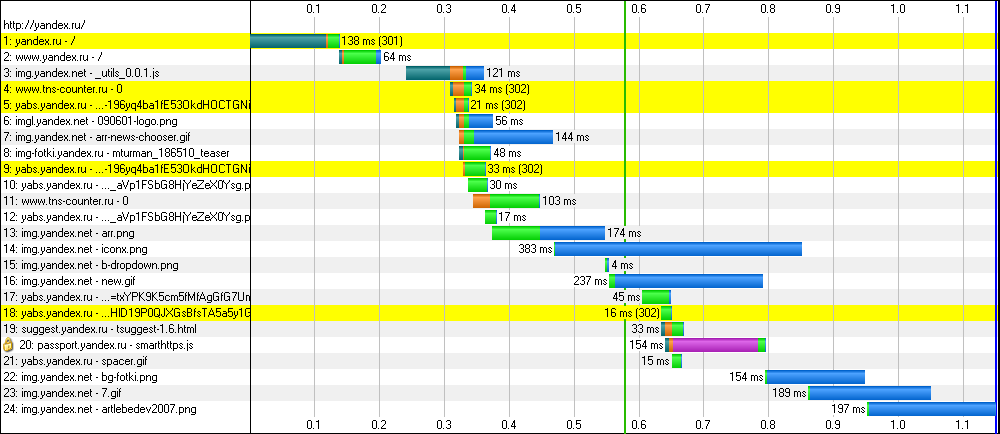 0.1 0.2 0.3 0.4 0.5 0.6 0.7 0.8 0.9 1.0 1.1
http://yandex.ru/
1: yandex.ru - / 138 ms (301)
2: www.yandex.ru - / 64 ms
3: img.yandex.net - _utils_0.0.1.js 121 ms
4: www.tns-counter.ru - 0 34 ms (302)
5: yabs.yandex.ru - ...-196yq4ba1fE53OkdHOCTGNi 21 ms (302)
6: imgl.yandex.net - 090601-logo.png 56 ms
7: img.yandex.net - arr-news-chooser.gif 144 ms
8: img-fotki.yandex.ru - mturman_186510_teaser 48 ms
9: yabs.yandex.ru - ...-196yq4ba1fE53OkdHOCTGNi 33 ms (302)
10: yabs.yandex.ru - ..._aVp1FSbG8HjYeZeX0Ysg.p 30 ms
11: www.tns-counter.ru - 0 103 ms
12: yabs.yandex.ru - ..._aVp1FSbG8HjYeZeX0Ysg.p 17 ms
13: img.yandex.net - arr.png 174 ms
14: img.yandex.net - iconx.png 383 ms
15: img.yandex.net - b-dropdown.png 4 ms
16: img.yandex.net - new.gif 237 ms
17: yabs.yandex.ru - ...=txYPK9K5cm5fMfAgGfG7Un 45 ms
18: yabs.yandex.ru - ...HID19P0QJXGsBfsTA5a5y1G 16 ms (302)
19: suggest.yandex.ru - tsuggest-1.6.html 33 ms
20: passport.yandex.ru - smarthttps.js 154 ms
21: yabs.yandex.ru - spacer.gif 15 ms
22: img.yandex.net - bg-fotki.png 154 ms
23: img.yandex.net - 7.gif 189 ms
24: img.yandex.net - artlebedev2007.png 197 ms
0.1 0.2 0.3 0.4 0.5 0.6 0.7 0.8 0.9 1.0 1.1